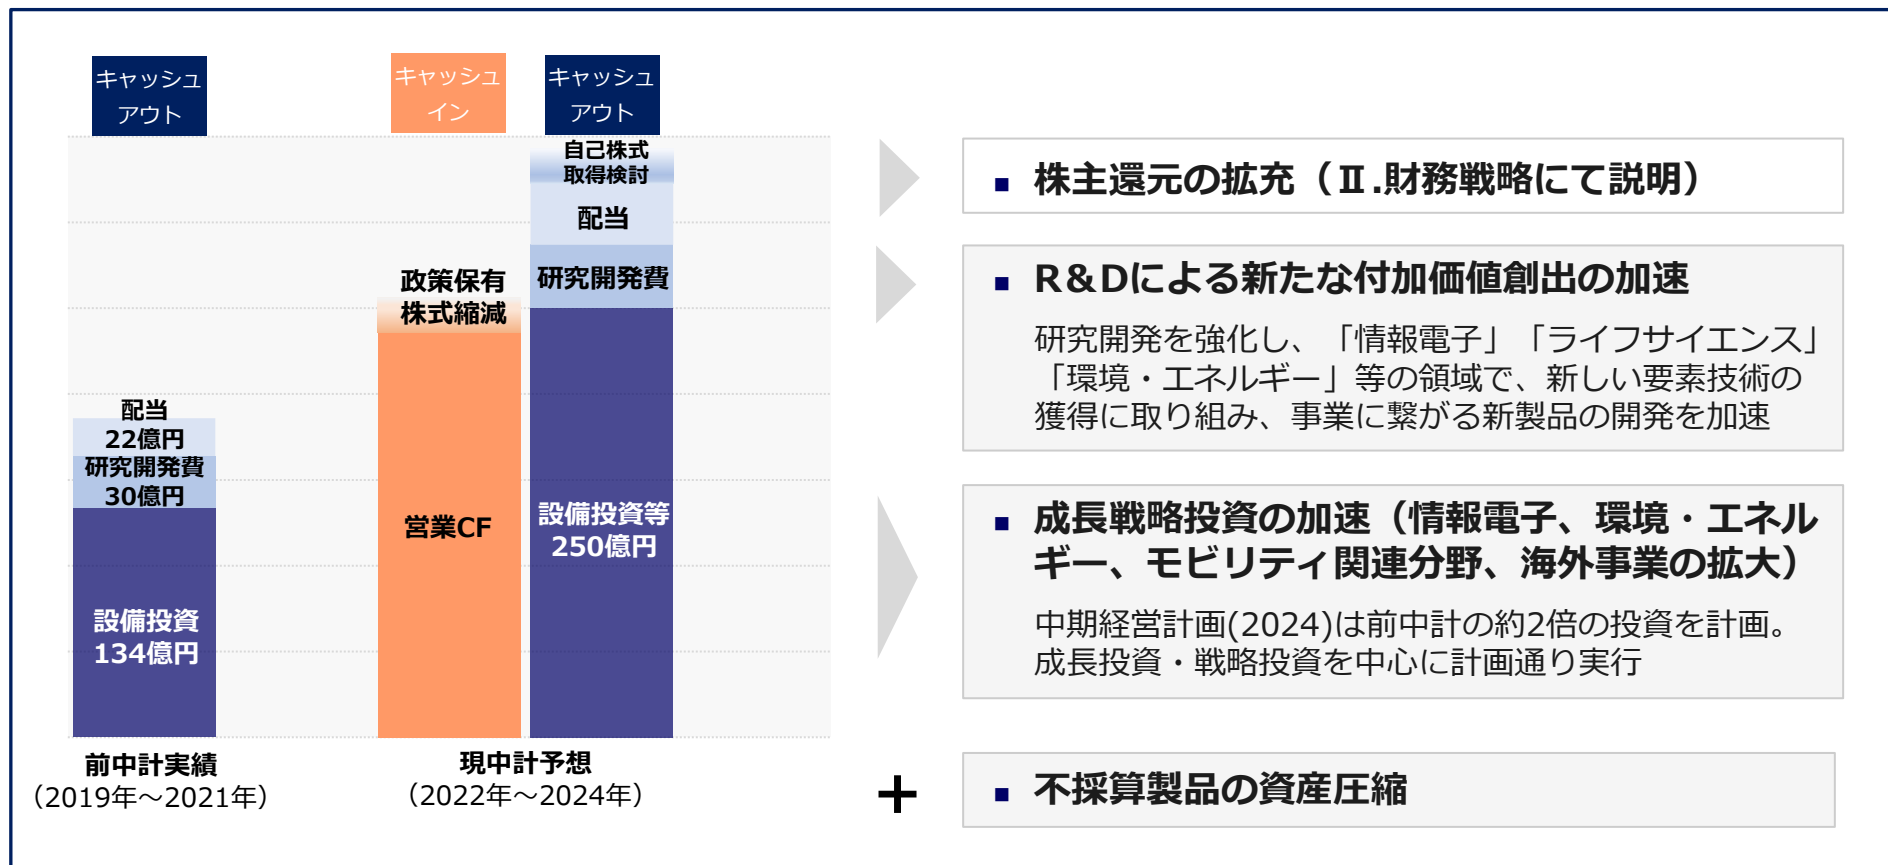 キャッシュ
アウト
キャッシュ
イン
キャッシュ
アウト
自己株式
取得検討
配当
研究開発費
設備投資等
250億円
政策保有
株式縮減
営業CF
配当
22億円
研究開発費
30億円
設備投資
134億円
前中計実績
（2019年～2021年）
現中計予想
（2022年～2024年）
■ 株主還元の拡充（Ⅱ.財務戦略にて説明）
■ R＆Dによる新たな付加価値創出の加速
研究開発を強化し、「情報電子」「ライフサイエンス」
「環境・エネルギー」等の領域で、新しい要素技術の
獲得に取り組み、事業に繋がる新製品の開発を加速
■ 成長戦略投資の加速（情報電子、環境・エネル
ギー、モビリティ関連分野、海外事業の拡大）
中期経営計画(2024)は前中計の約2倍の投資を計画。
成長投資・戦略投資を中心に計画通り実行
＋
■ 不採算製品の資産圧縮